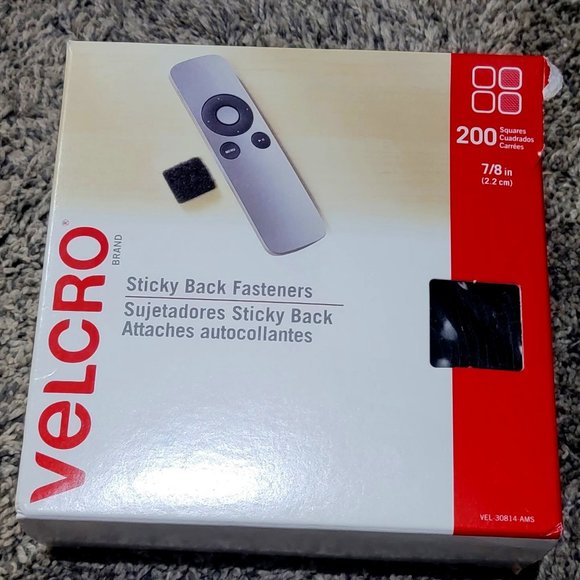 200 Squares
Cuadrados
Carrées
7/8 in
(2.2 cm)
MENU
VELCRO®
BRAND
Sticky Back Fasteners
Sujetadores Sticky Back
Attaches autocollantes
VEL-30814 AMS